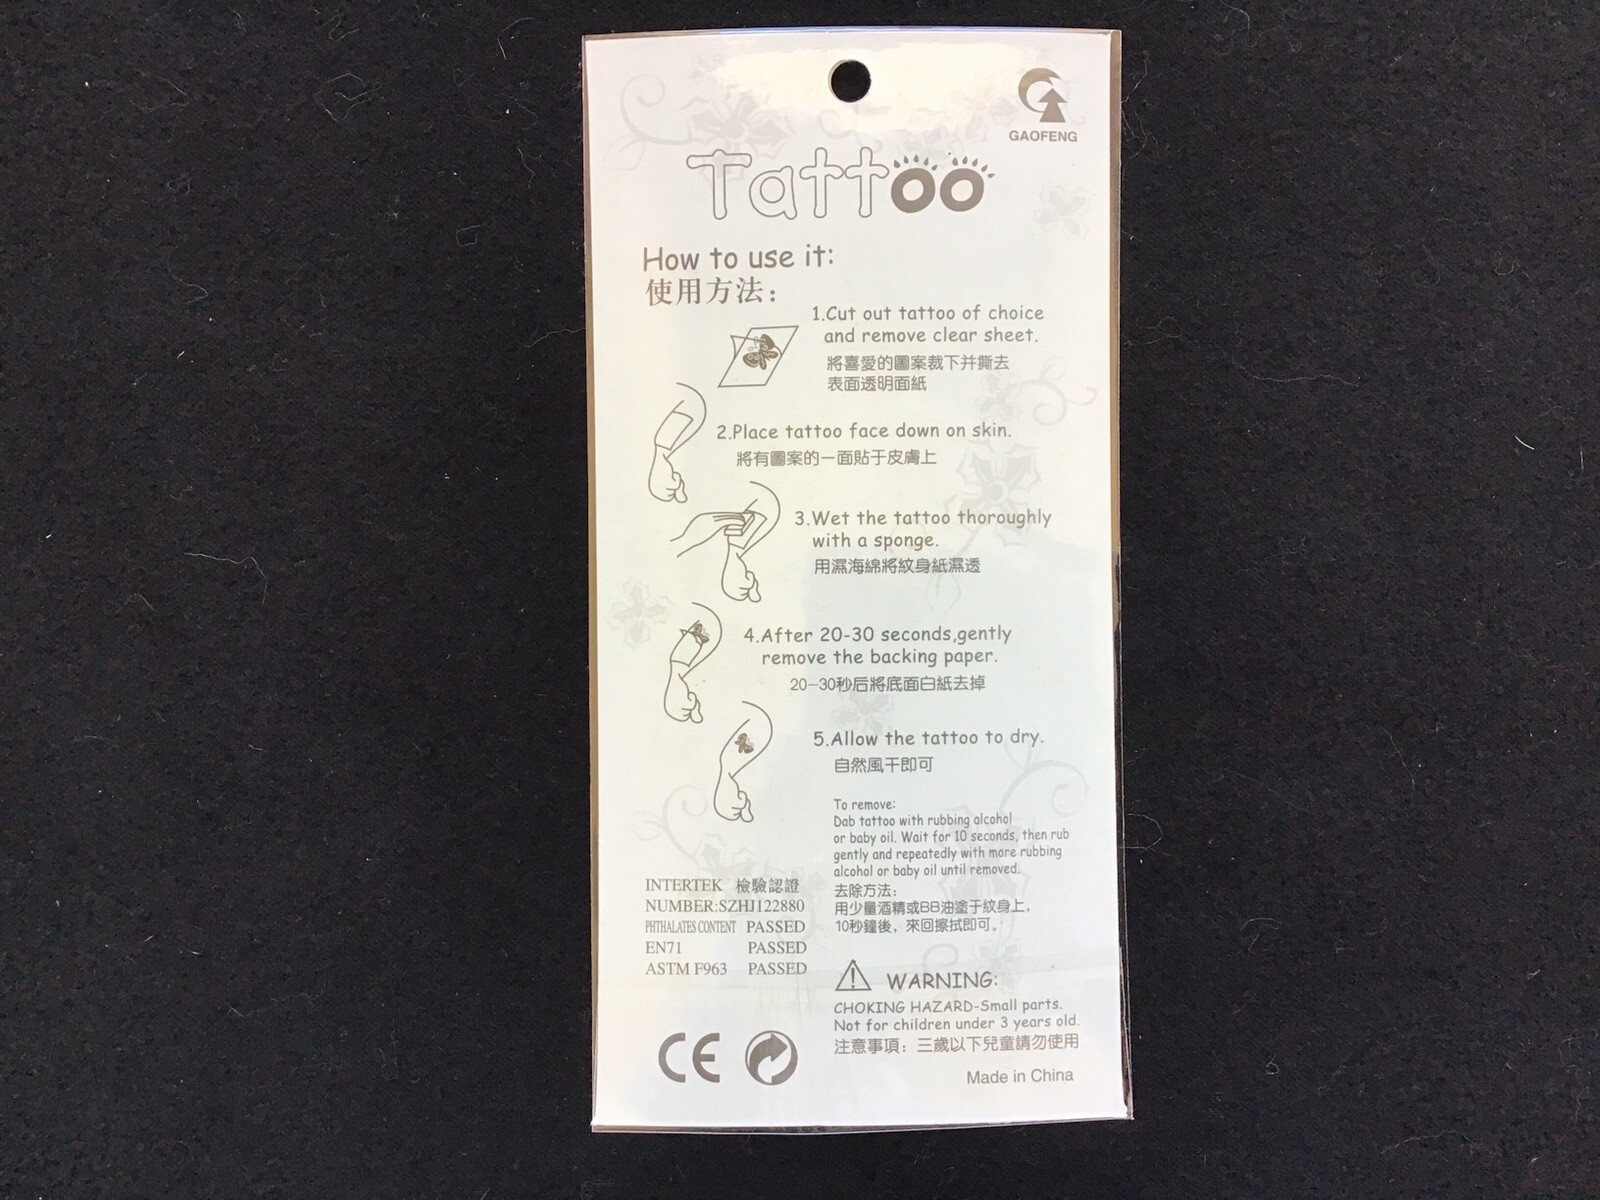 GAOFENG
Tattoo
How to use it:
使用方法：
1.Cut out tattoo of choice
and remove clear sheet.
將喜愛的圖案裁下并撕去
表面透明面紙
2.Place tattoo face down on skin.
將有圖案的一面貼于皮膚上
3.Wet the tattoo thoroughly
with a sponge.
用濕海綿將紋身紙濕透
4.After 20-30 seconds,gently
remove the backing paper.
20-30秒后將底面白紙去掉
5.Allow the tattoo to dry.
自然風干即可
To remove:
Dab tattoo with rubbing alcohol
or baby oil. Wait for 10 seconds, then rub
gently and repeatedly with more rubbing
alcohol or baby oil until removed.
去除方法：
用少量酒精或BB油塗于紋身上，
10秒鐘後，來回擦拭即可。
INTERTEK 檢驗認證
NUMBER:SZHJ122880
PHTHALATES CONTENT PASSED
EN71 PASSED
ASTM F963 PASSED
WARNING:
CHOKING HAZARD-Small parts.
Not for children under 3 years old.
注意事項：三歲以下兒童請勿使用
CE
Made in China